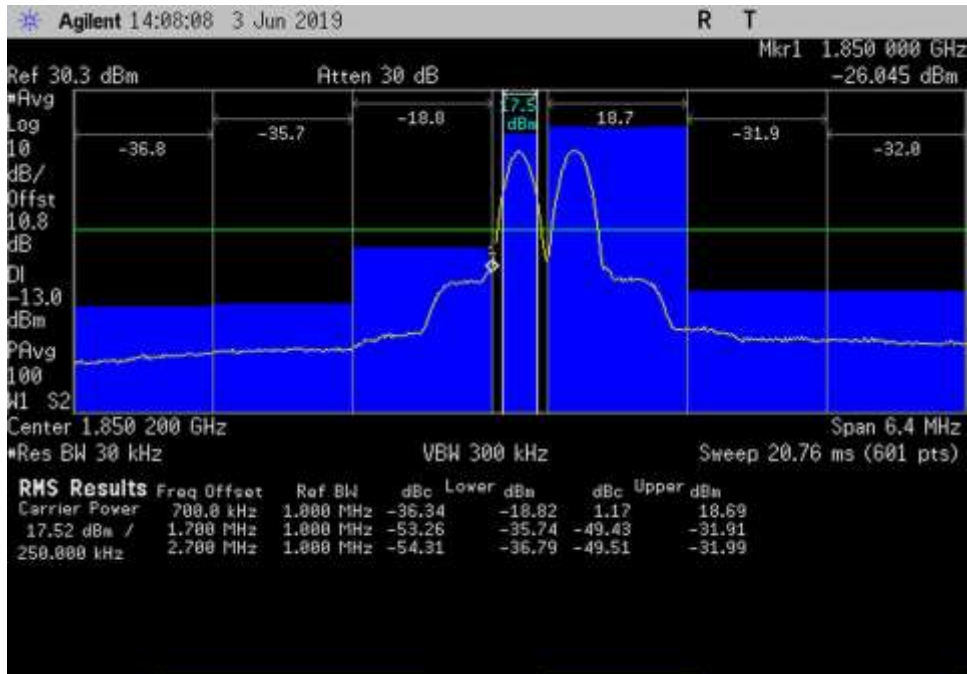 Agilent 14:08:08 3 Jun 2019 R T
Mkr1 1.850 000 GHz
Ref 30.3 dBm Atten 30 dB -26.045 dBm
#Avg
Log
10
dB/
Offst
10.8
dB
DI
-13.0
dBm
PAvg
100
W1 S2
-36.8 -35.7 -18.8 17.5 dBm 18.7 -31.9 -32.0
1
Center 1.850 200 GHz Span 6.4 MHz
#Res BW 30 kHz VBW 300 kHz Sweep 20.76 ms (601 pts)
RMS Results Freq Offset Ref BW dBc Lower dBm dBc Upper dBm
Carrier Power 700.0 kHz 1.000 MHz -36.34 -18.82 1.17 18.69
17.52 dBm / 1.700 MHz 1.000 MHz -53.26 -35.74 -49.43 -31.91
250.000 kHz 2.700 MHz 1.000 MHz -54.31 -36.79 -49.51 -31.99